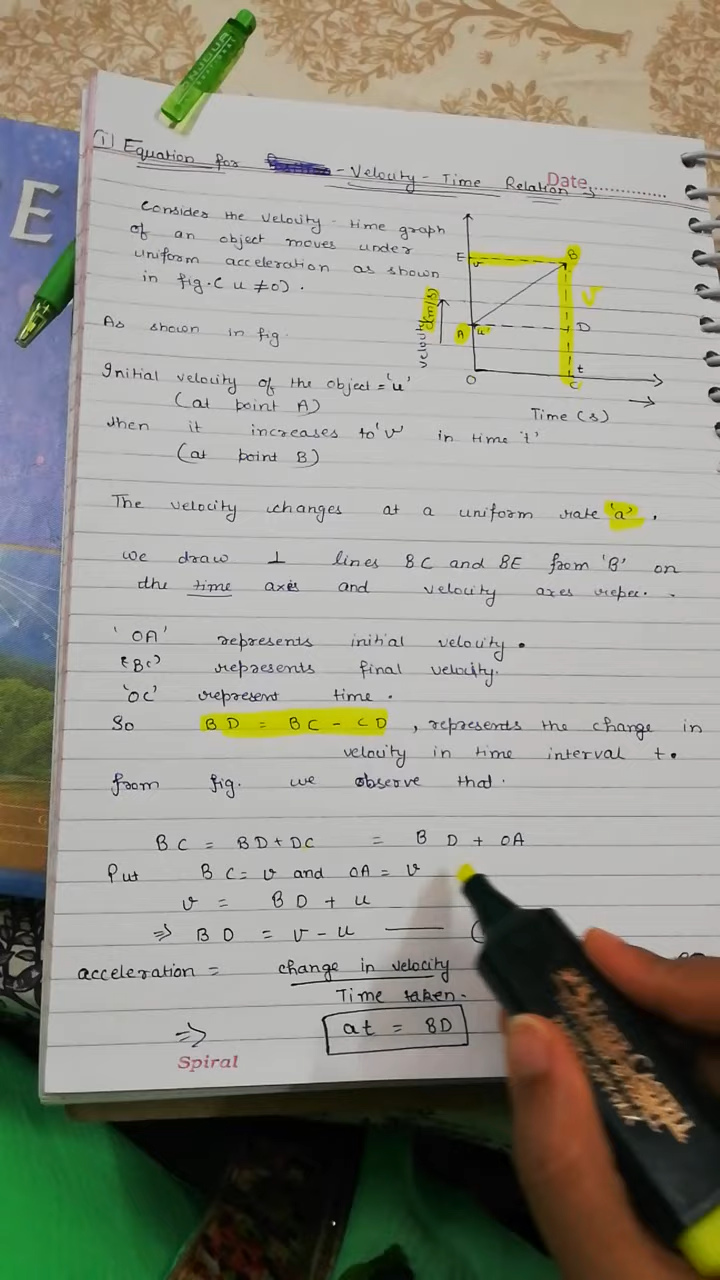 (i) Equation for - Velocity - Time Relation
Date..............
Consider the velocity - time graph
of an object moves under
uniform acceleration as shown
in fig. ( u ≠0) .
As shown in fig.
Initial velocity of the object = 'u'
(at point A)
then it increases to 'v' in time 't'
(at point B)
E
v
B
V
A
u
D
O
t
C
Velocity (m/s)
Time (s)
The velocity changes at a uniform rate 'a' .
we draw ⊥ lines BC and BE from 'B' on
the time axis and velocity axes
'OA' represents initial velocity .
'BC' represents final velocity.
'OC' represent time .
So BD = BC - CD , represents the change in
velocity in time interval t.
from fig. we observe that .
BC = BD + DC = BD + OA
Put BC = v and OA = v
v = BD + u
⇒ BD = v - u —— (
acceleration = change in velocity
Time taken.
⇒ at = BD
Spiral
E